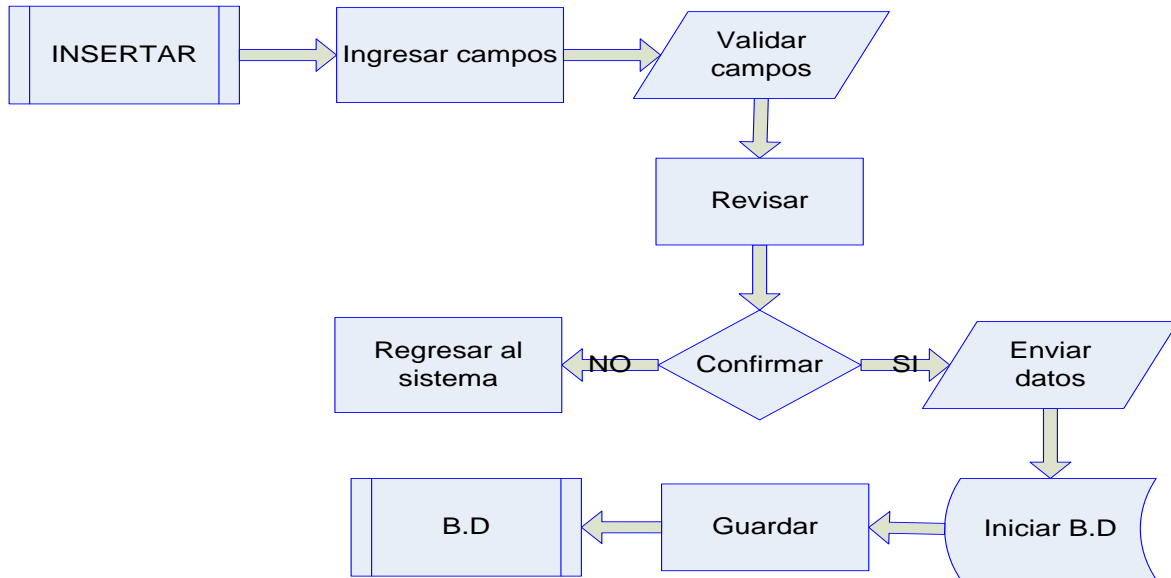 INSERTAR
Ingresar campos
Validar
campos
Revisar
Regresar al
sistema
NO
Confirmar
SI
Enviar
datos
B.D
Guardar
Iniciar B.D